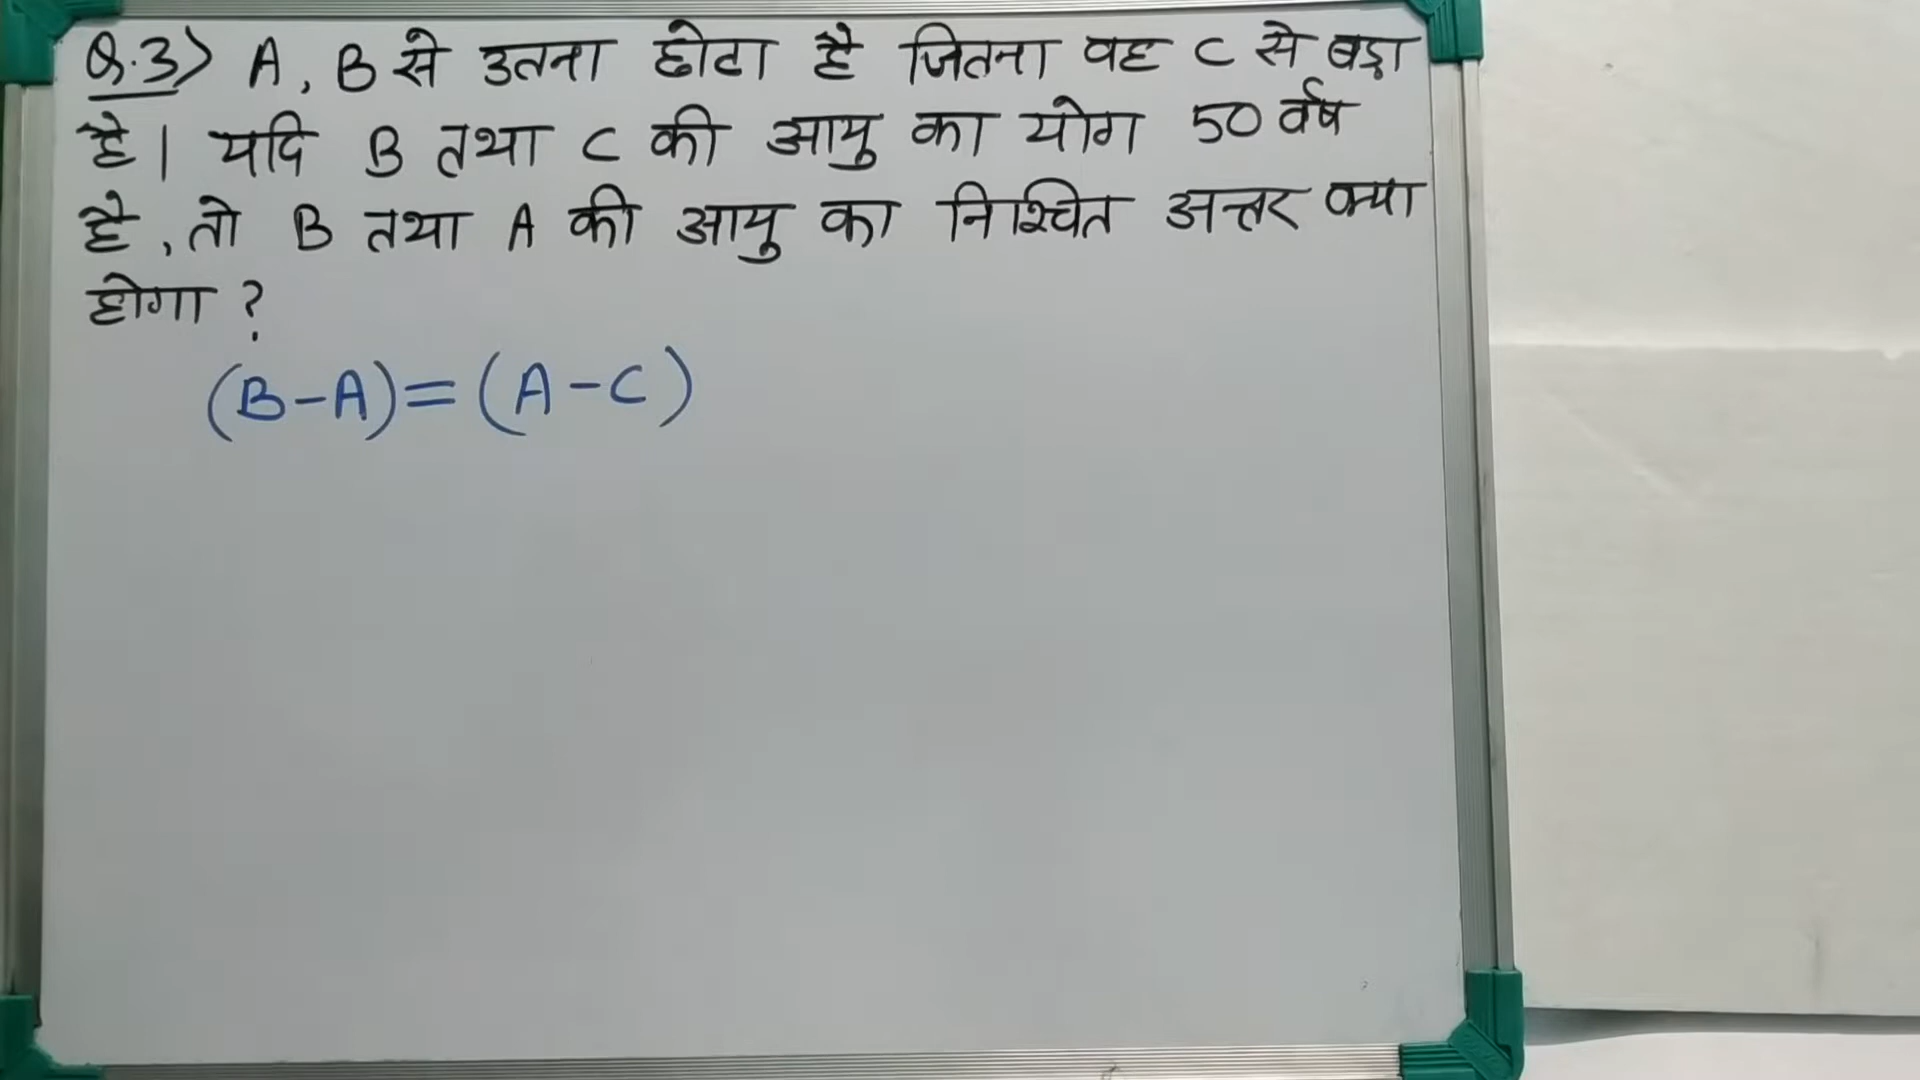 Q.3> A, B से उतना छोटा है जितना वह C से बड़ा
है। यदि B तथा C की आयु का योग 50 वर्ष
है, तो B तथा A की आयु का निश्चित अन्तर क्या
होगा ?
(B-A)=(A-C)